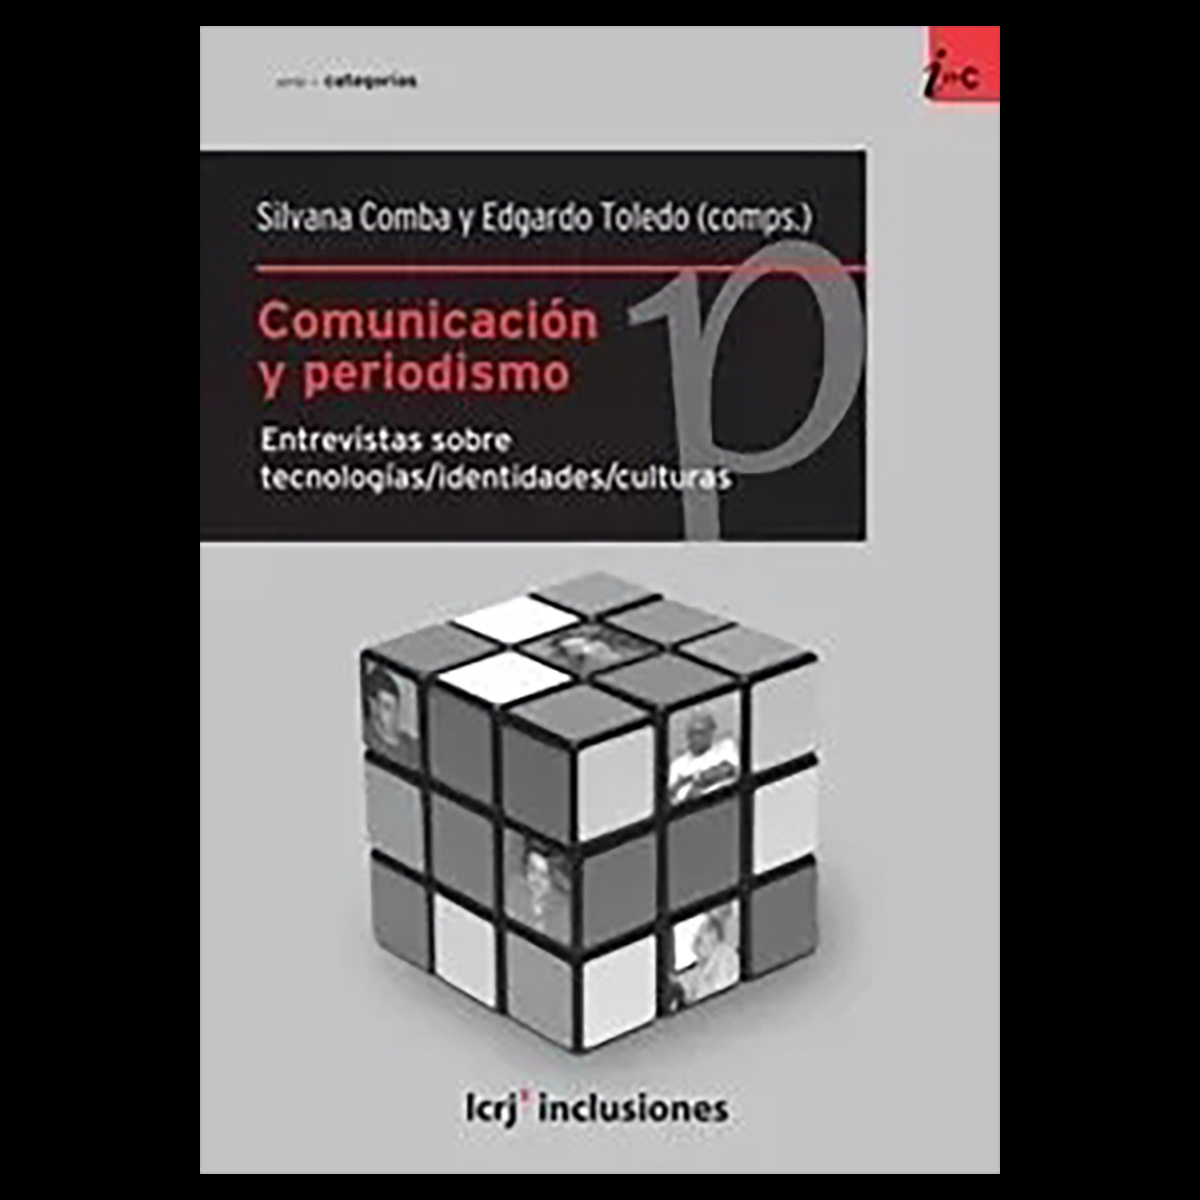 categorías
Silvana Comba y Edgardo Toledo (comps.)
Comunicación
y periodismo
p
Entrevistas sobre
tecnologías/identidades/culturas
lcrj inclusiones